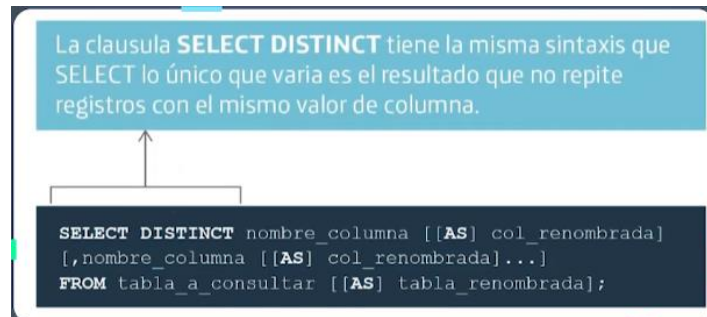 La clausula SELECT DISTINCT tiene la misma sintaxis que
SELECT lo único que varia es el resultado que no repite
registros con el mismo valor de columna.
SELECT DISTINCT nombre_columna [[AS] col_renombrada]
[,nombre_columna [[AS] col_renombrada]...]
FROM tabla_a_consultar [[AS] tabla_renombrada];